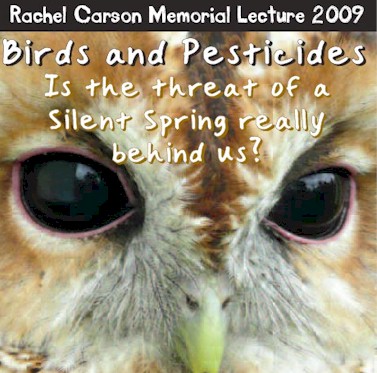 Rachel Carson Memorial Lecture 2009
Birds and Pesticides
Is the threat of a
Silent Spring really
behind us?